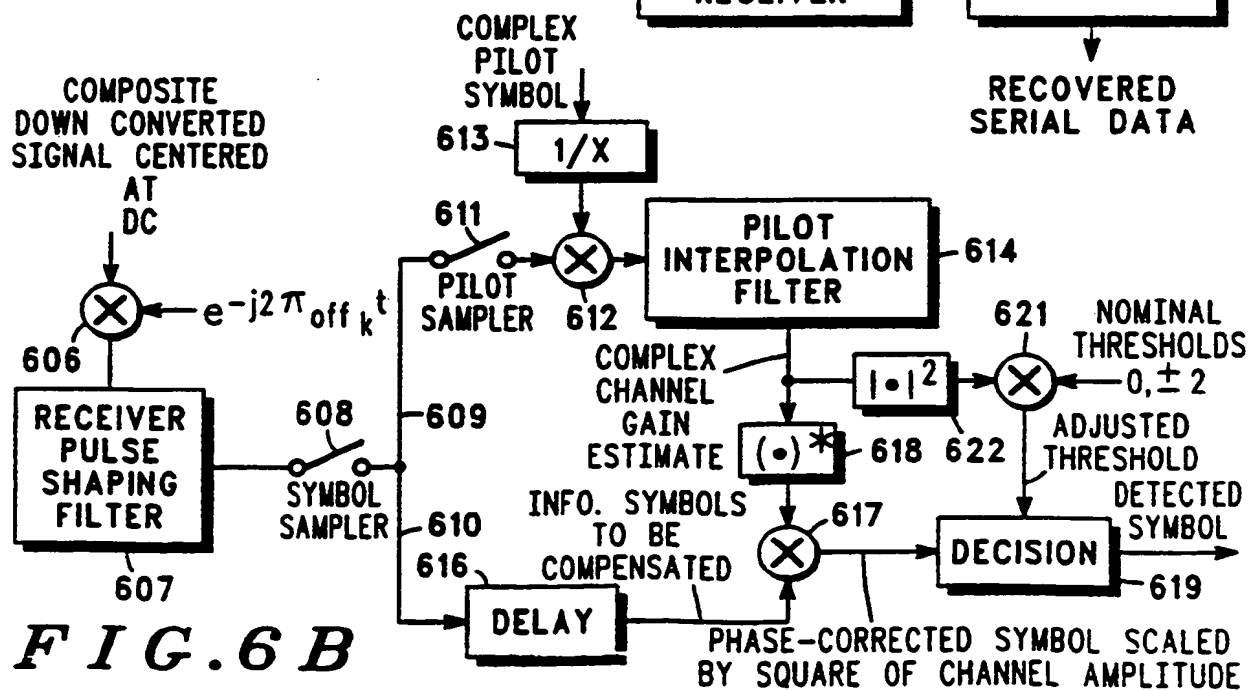 COMPLEX
PILOT
SYMBOL
RECOVERED
SERIAL DATA
COMPOSITE
DOWN CONVERTED
SIGNAL CENTERED
AT
DC
613
1/X
611
PILOT
SAMPLER
612
PILOT
INTERPOLATION
FILTER
614
606
e^-j2π off k t
RECEIVER
PULSE
SHAPING
FILTER
607
608
SYMBOL
SAMPLER
609
610
COMPLEX
CHANNEL
GAIN
ESTIMATE
|•|²
622
621
NOMINAL
THRESHOLDS
0,±2
(•)*
618
ADJUSTED
THRESHOLD
616
DELAY
INFO. SYMBOLS
TO BE
COMPENSATED
617
DECISION
619
DETECTED
SYMBOL
PHASE-CORRECTED SYMBOL SCALED
BY SQUARE OF CHANNEL AMPLITUDE
FIG.6B